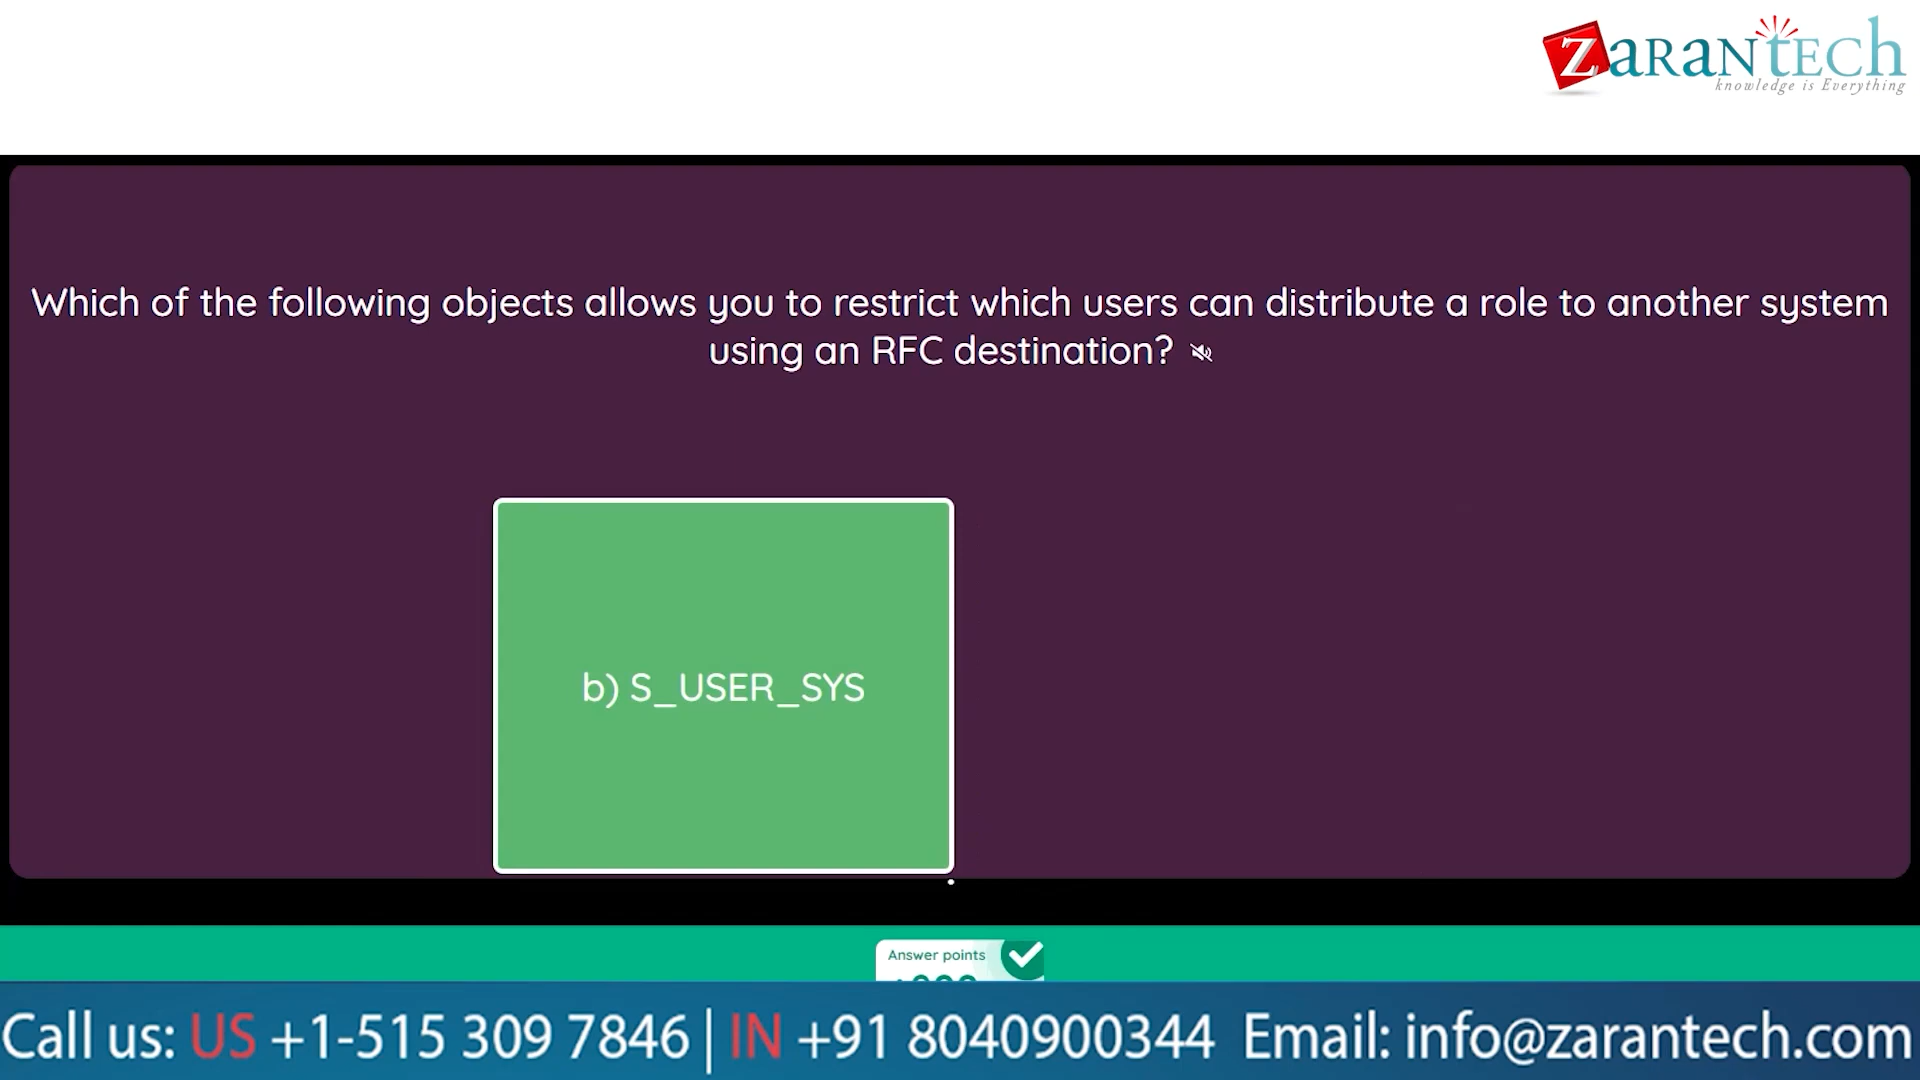 ZaranTech
knowledge is Everything
Which of the following objects allows you to restrict which users can distribute a role to another system
using an RFC destination?
b) S_USER_SYS
Answer points
Call us: US +1-515 309 7846 | IN +91 8040900344 Email: info@zarantech.com